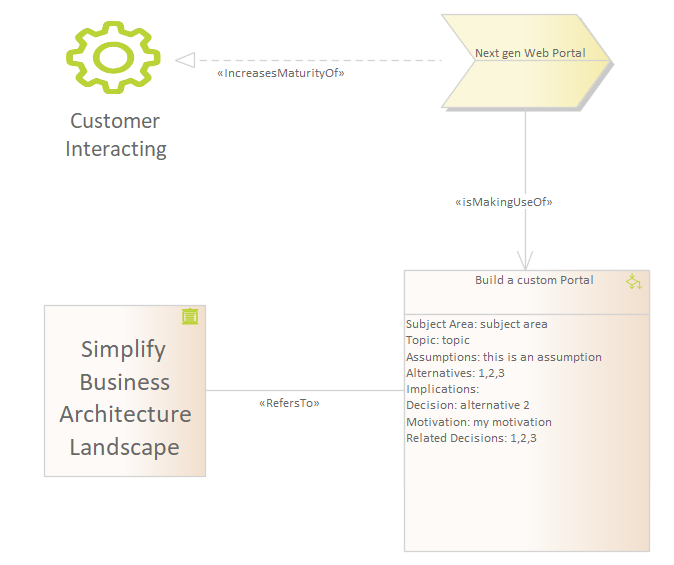 Next gen Web Portal
«IncreasesMaturityOf»
Customer
Interacting
«isMakingUseOf»
Build a custom Portal
Subject Area: subject area
Topic: topic
Assumptions: this is an assumption
Alternatives: 1,2,3
Implications:
Decision: alternative 2
Motivation: my motivation
Related Decisions: 1,2,3
Simplify
Business
Architecture
Landscape
«RefersTo»